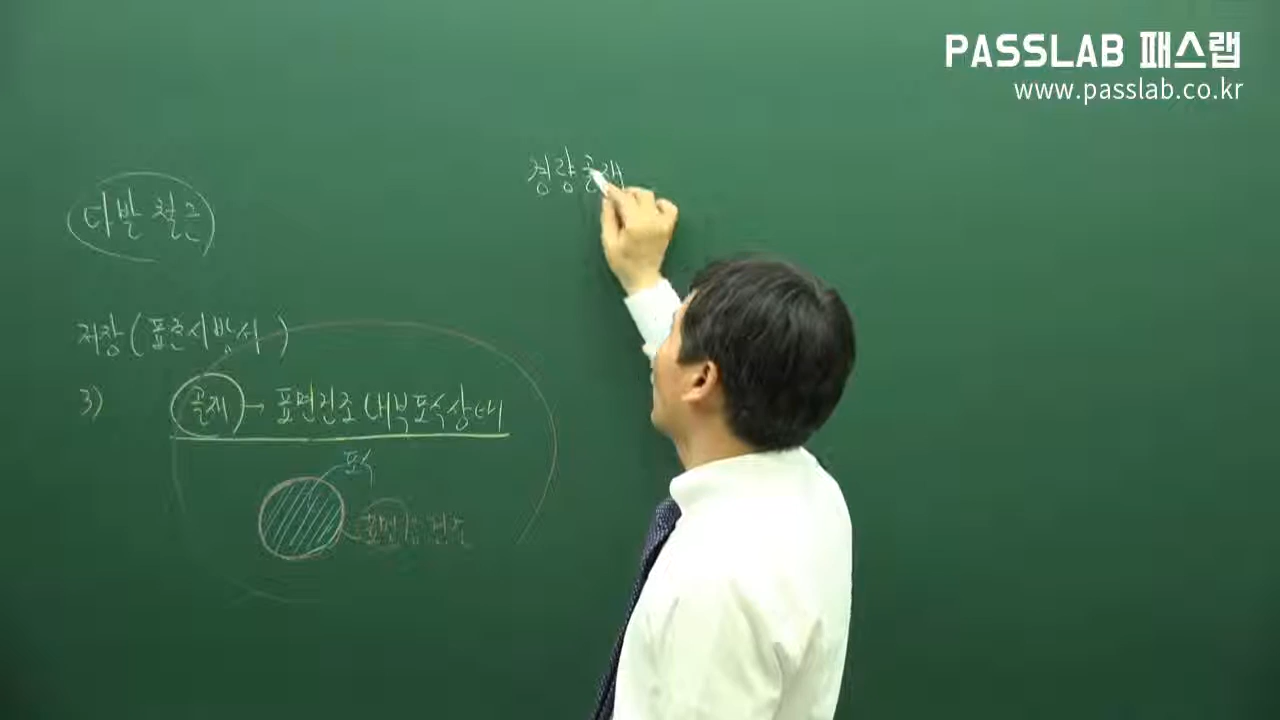 PASSLAB 패스랩
www.passlab.co.kr
경량골재
다발 철근
저장(표준시방서)
3) 골재 → 표면건조 내부포수상태
포수
표면 건조